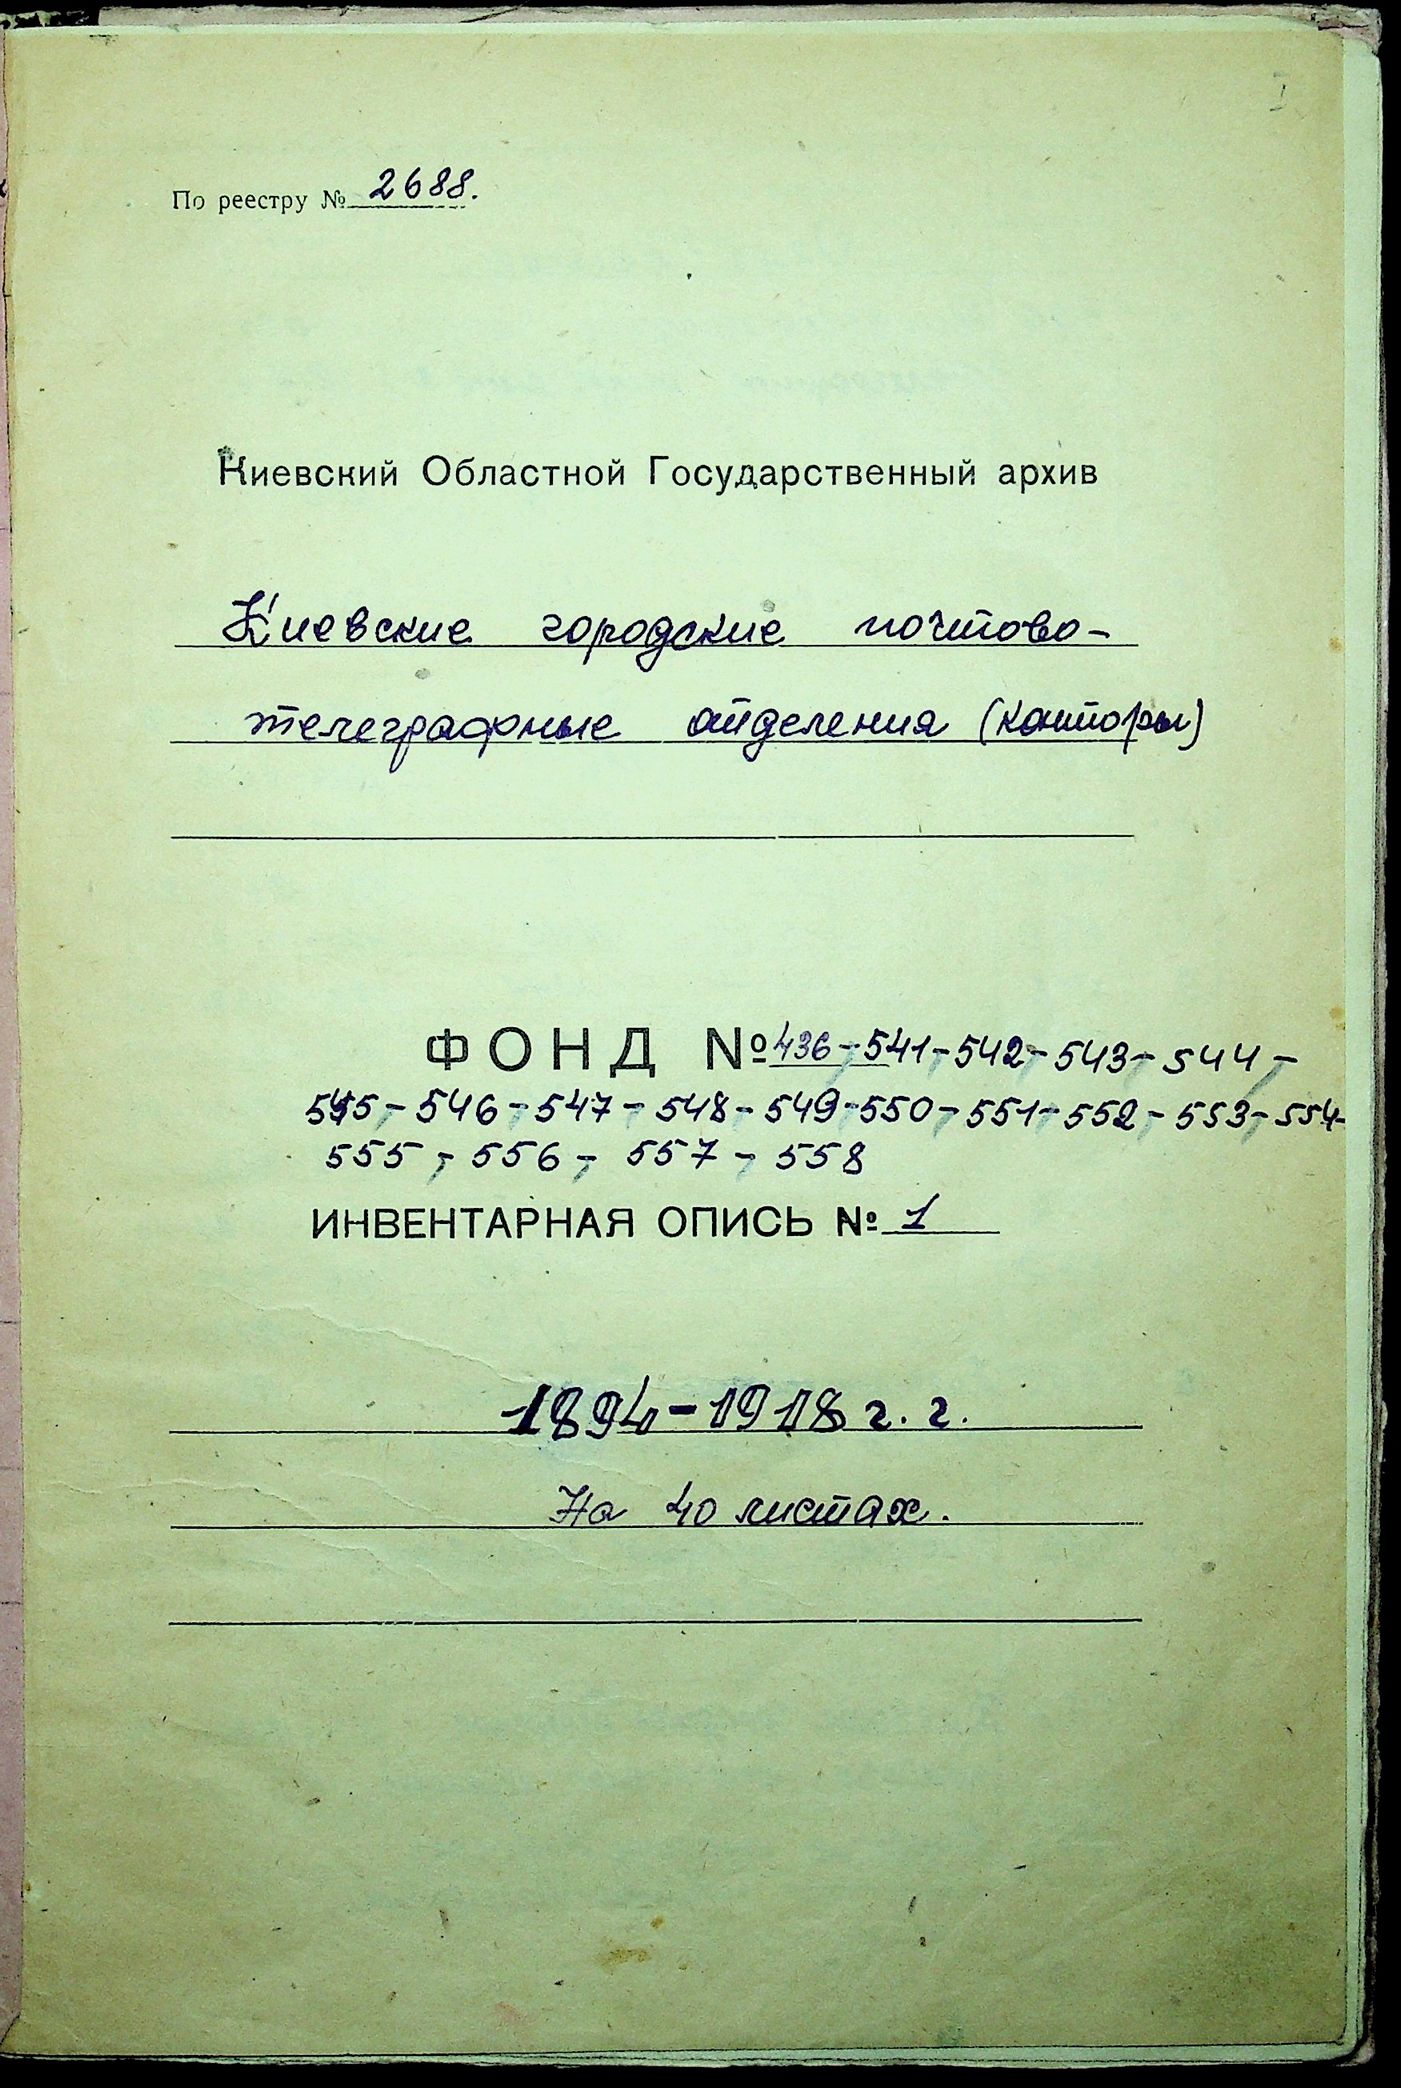 I
По реестру № 2688.
Киевский Областной Государственный архив
Киевские городские почтово-
телеграфные отделения (конторы)
ФОНД № 436-541-542-543-544-
545-546-547-548-549-550-551-552-553-554-
555-556-557-558
ИНВЕНТАРНАЯ ОПИСЬ № 1
1894-1918 г. г.
На 40 листах.